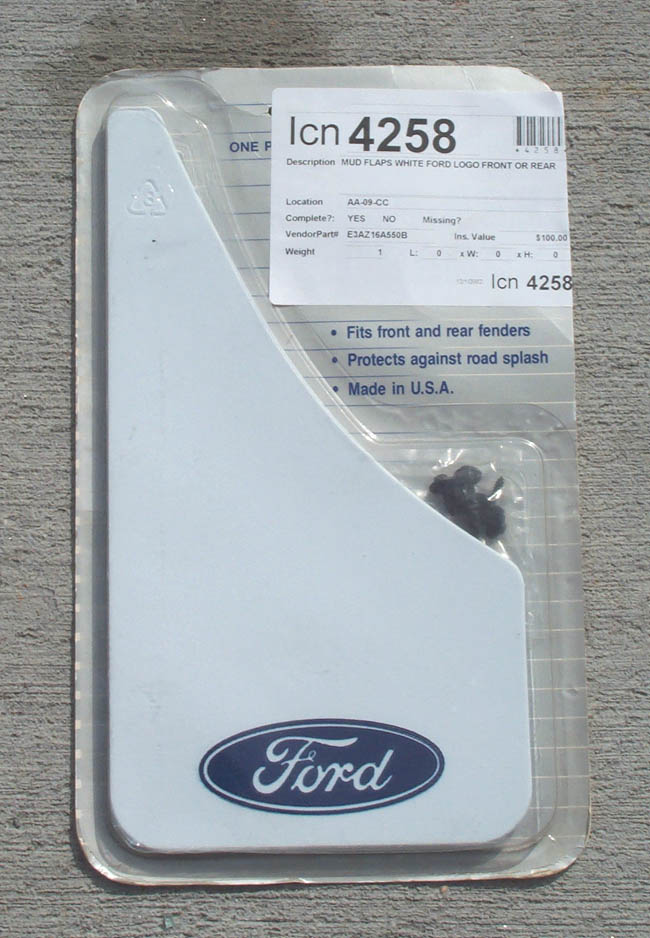 ONE P
Icn 4258
4258
Description MUD FLAPS WHITE FORD LOGO FRONT OR REAR
Location AA-09-CC
Complete?: YES NO Missing?
VendorPart# E3AZ16A550B Ins. Value $100.00
Weight 1 L: 0 x W: 0 x H: 0
Icn 4258
• Fits front and rear fenders
• Protects against road splash
• Made in U.S.A.
Ford